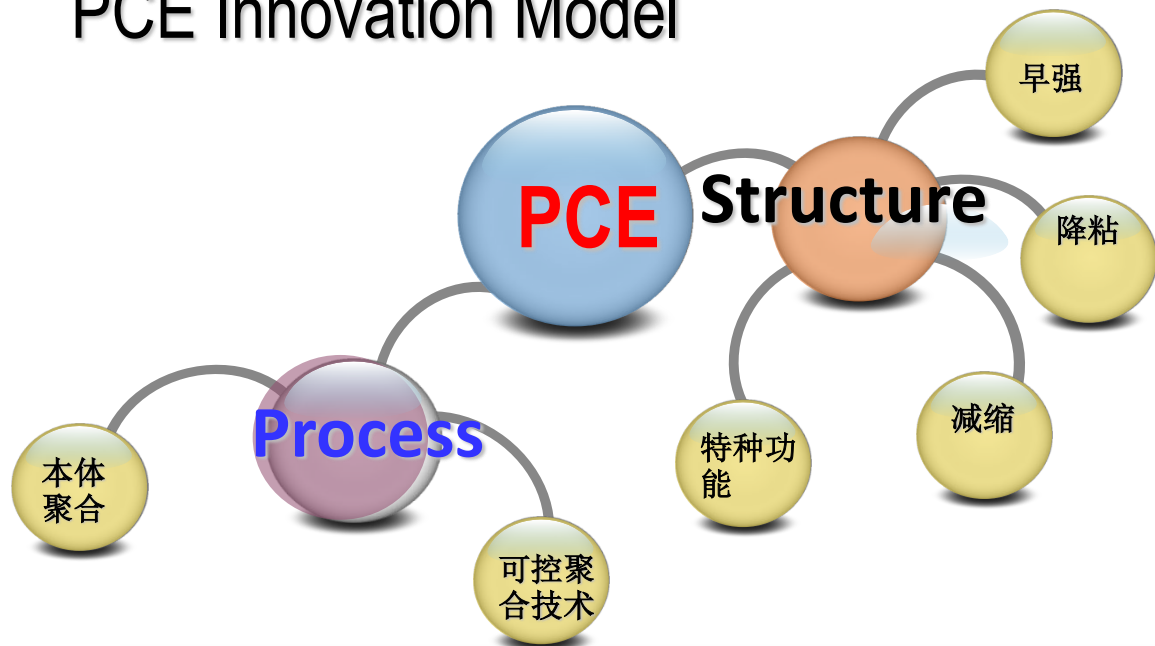 PCE Innovation Model
早强
PCE
Structure
降粘
减缩
特种功
能
Process
本体
聚合
可控聚
合技术